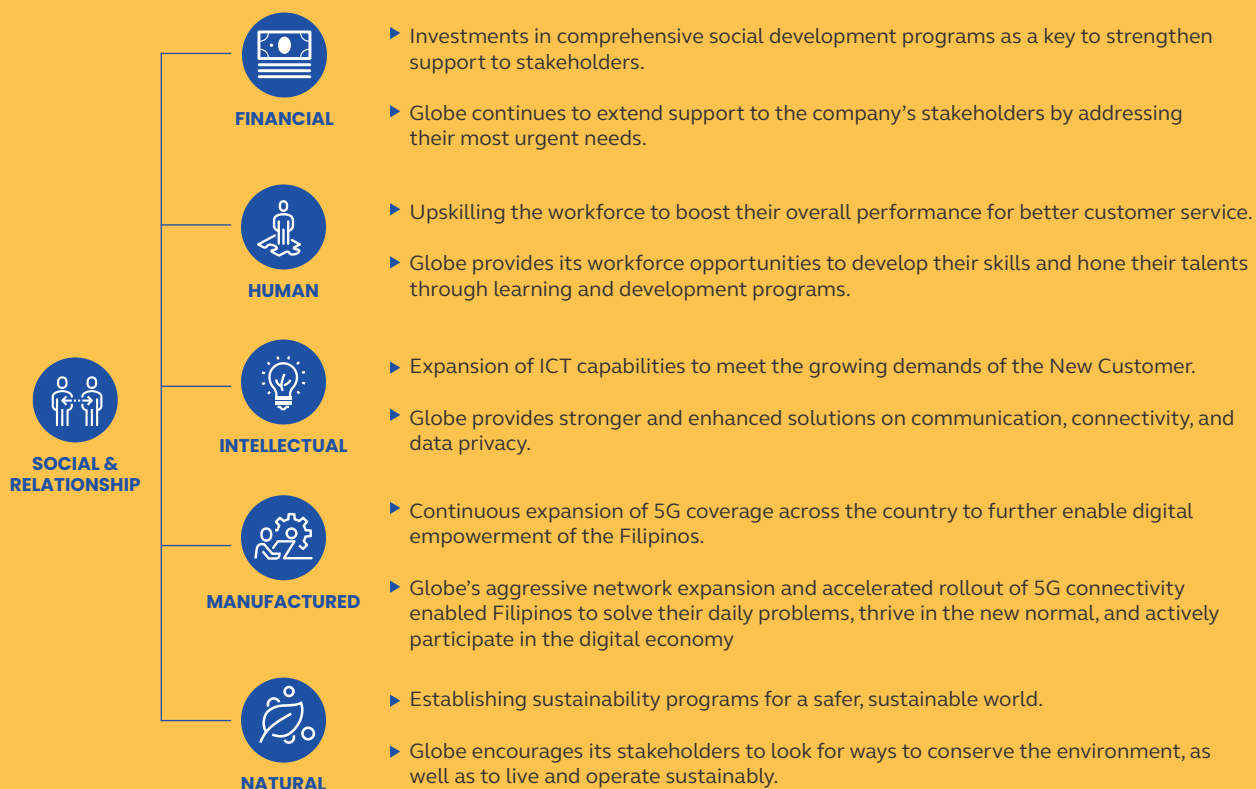 Investments in comprehensive social development programs as a key to strengthen
support to stakeholders.
FINANCIAL
Globe continues to extend support to the company’s stakeholders by addressing
their most urgent needs.
Upskilling the workforce to boost their overall performance for better customer service.
Globe provides its workforce opportunities to develop their skills and hone their talents
through learning and development programs.
HUMAN
Expansion of ICT capabilities to meet the growing demands of the New Customer.
Globe provides stronger and enhanced solutions on communication, connectivity, and
data privacy.
INTELLECTUAL
SOCIAL &
RELATIONSHIP
Continuous expansion of 5G coverage across the country to further enable digital
empowerment of the Filipinos.
MANUFACTURED
Globe’s aggressive network expansion and accelerated rollout of 5G connectivity
enabled Filipinos to solve their daily problems, thrive in the new normal, and actively
participate in the digital economy
Establishing sustainability programs for a safer, sustainable world.
Globe encourages its stakeholders to look for ways to conserve the environment, as
well as to live and operate sustainably.
NATURAL